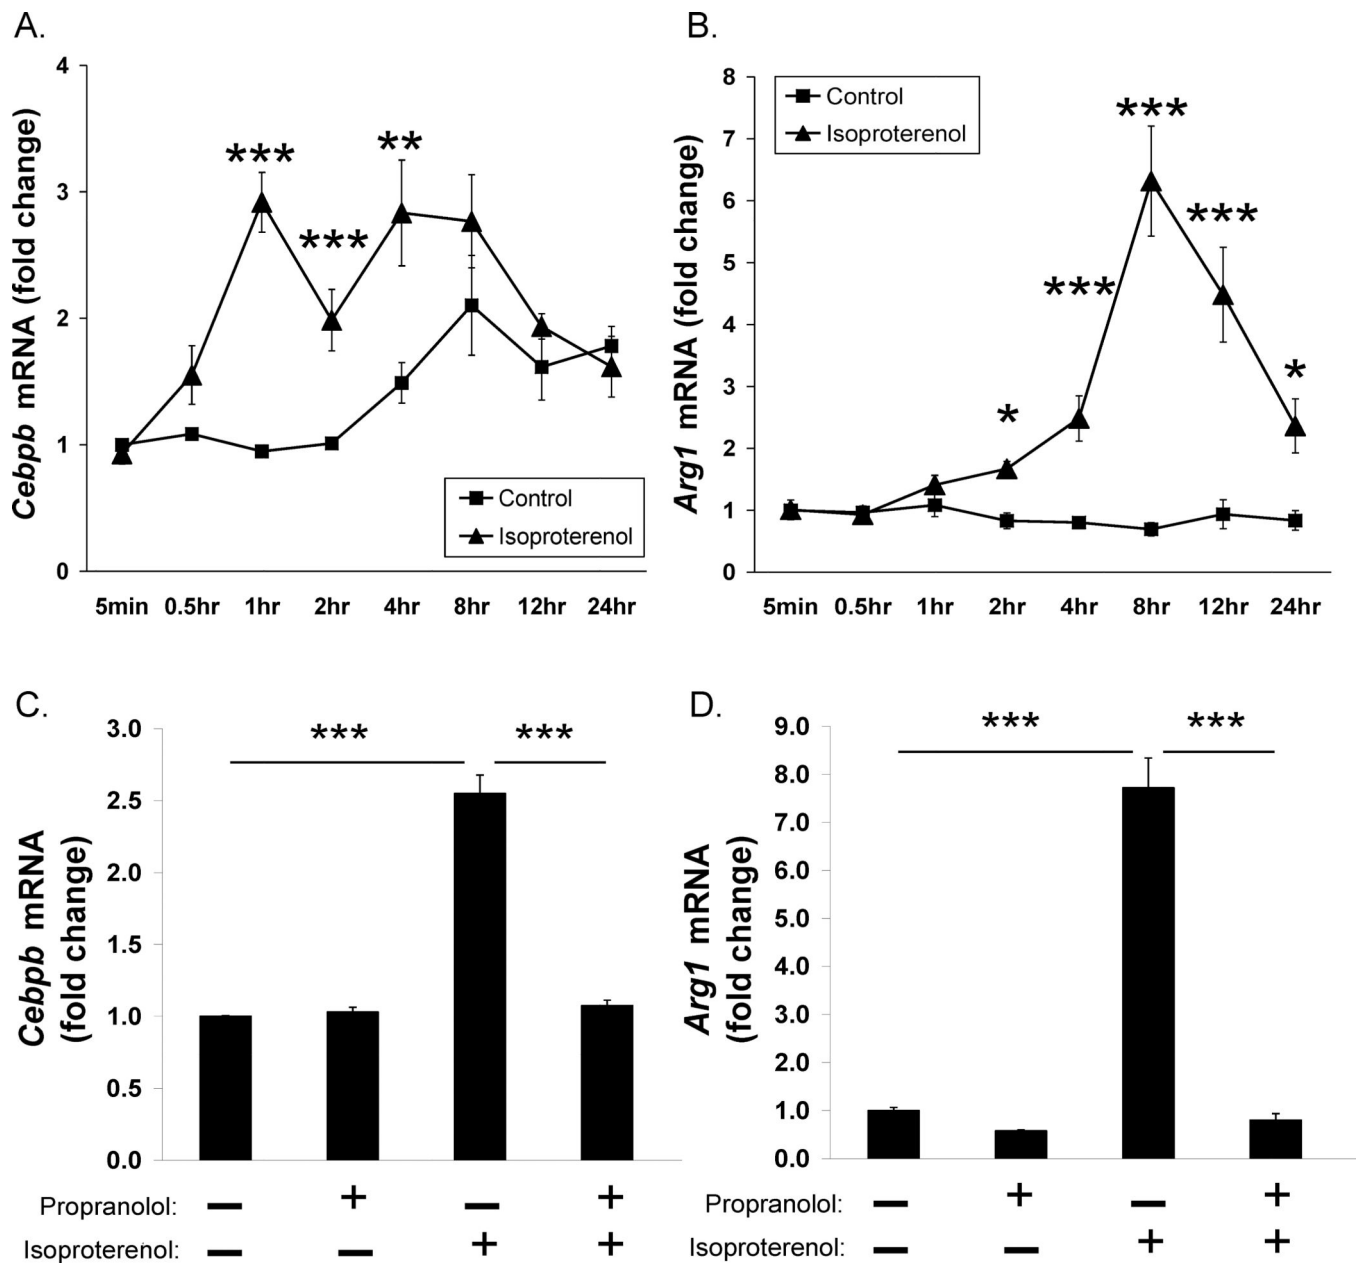 A.
Cebpb mRNA (fold change)
4
3
2
1
0
***
***
**
Control
Isoproterenol
5min 0.5hr 1hr 2hr 4hr 8hr 12hr 24hr
B.
Arg1 mRNA (fold change)
8
7
6
5
4
3
2
1
0
Control
Isoproterenol
*
***
***
***
*
5min 0.5hr 1hr 2hr 4hr 8hr 12hr 24hr
C.
Cebpb mRNA
(fold change)
3.0
2.5
2.0
1.5
1.0
0.5
0.0
*** ***
Propranolol: – + – +
Isoproterenol: – – + +
D.
Arg1 mRNA
(fold change)
9.0
8.0
7.0
6.0
5.0
4.0
3.0
2.0
1.0
0.0
*** ***
Propranolol: – + – +
Isoproterenol: – – + +